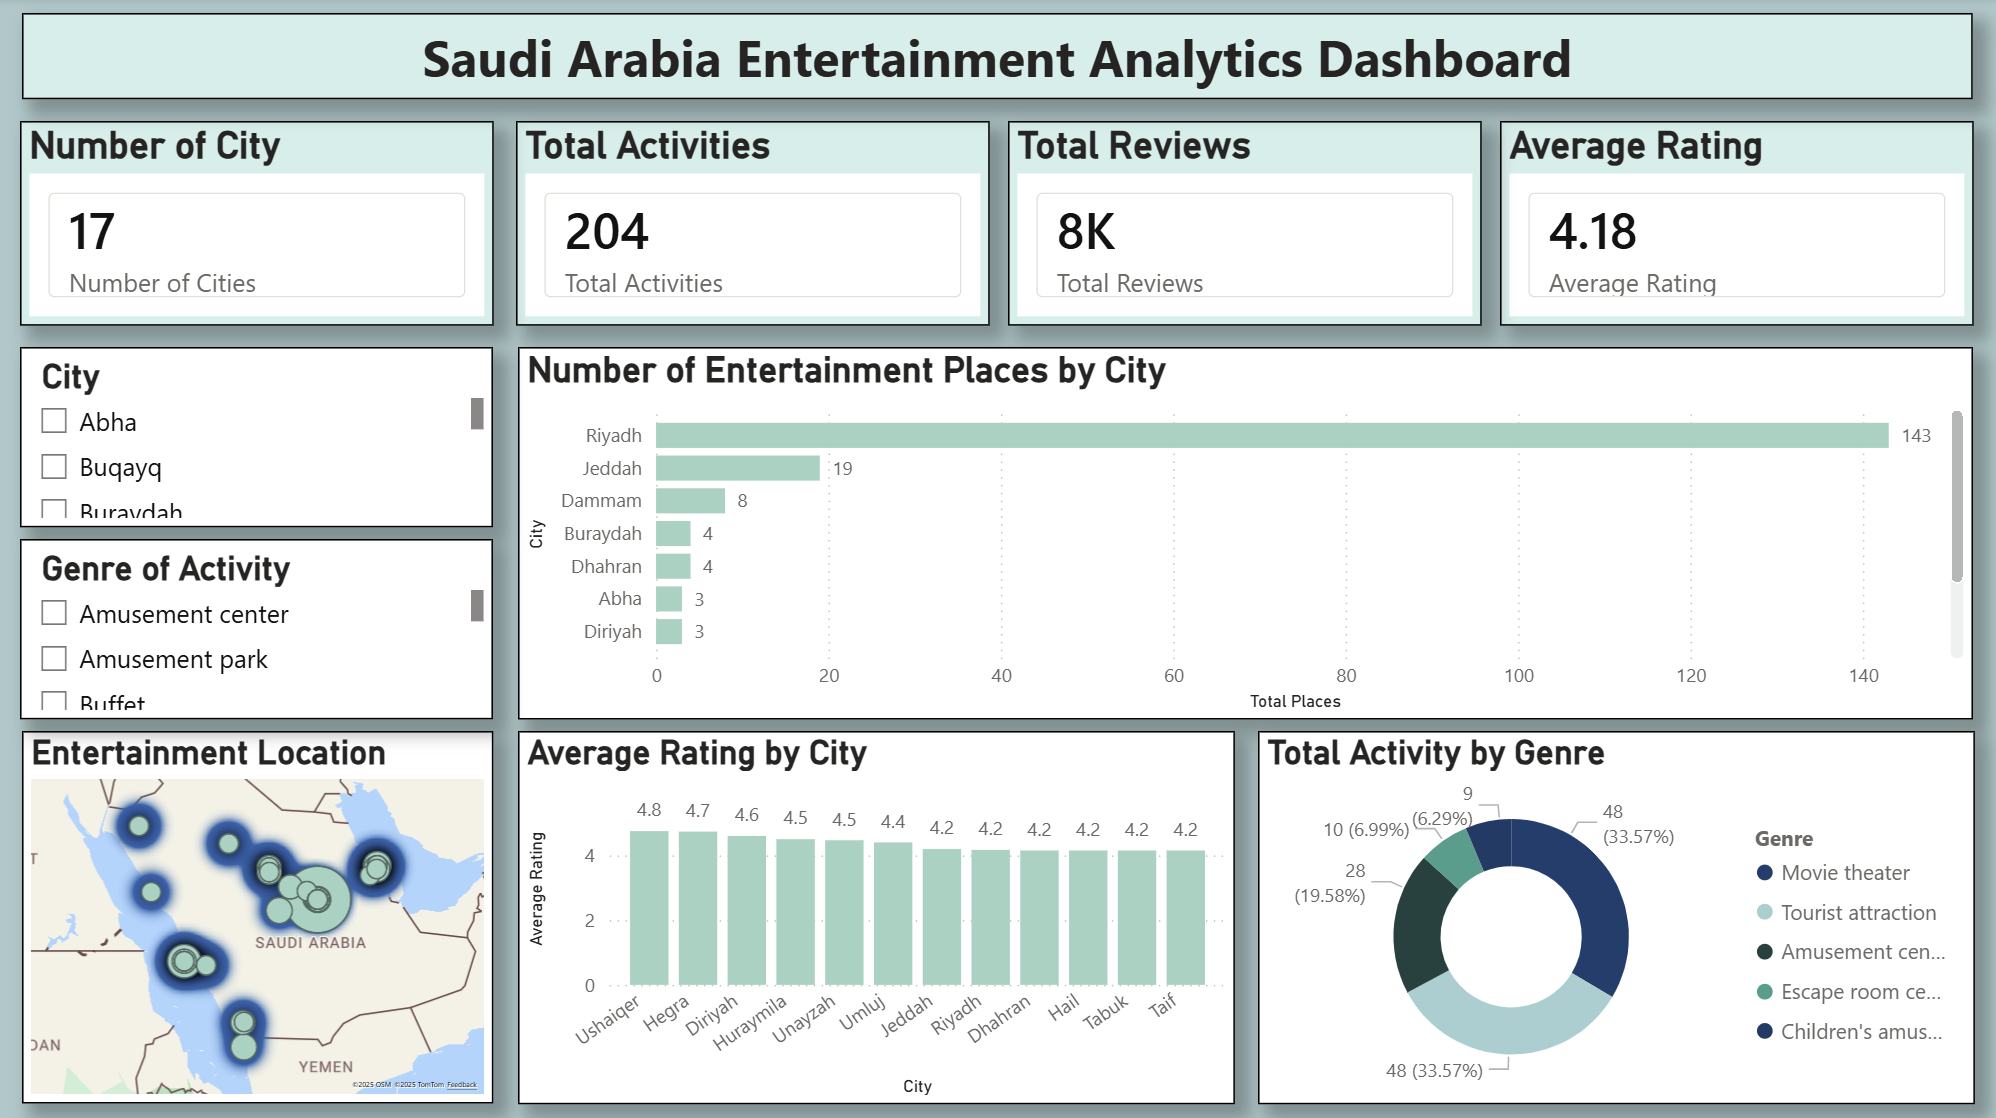 Saudi Arabia Entertainment Analytics Dashboard
Number of City
17
Number of Cities
Total Activities
204
Total Activities
Total Reviews
8K
Total Reviews
Average Rating
4.18
Average Rating
City
Abha
Buqayq
Buraydah
Genre of Activity
Amusement center
Amusement park
Buffet
Number of Entertainment Places by City
City
Riyadh 143
Jeddah 19
Dammam 8
Buraydah 4
Dhahran 4
Abha 3
Diriyah 3
0 20 40 60 80 100 120 140
Total Places
Entertainment Location
SAUDI ARABIA
YEMEN
DAN
T
©2025 OSM ©2025 TomTom Feedback
Average Rating by City
Average Rating
4.8 4.7 4.6 4.5 4.5 4.4 4.2 4.2 4.2 4.2 4.2 4.2
4
2
0
Ushaiqer Hegra Diriyah Huraymila Unayzah Umluj Jeddah Riyadh Dhahran Hail Tabuk Taif
City
Total Activity by Genre
9
(6.29%)
48
(33.57%)
10 (6.99%)
28
(19.58%)
48 (33.57%)
Genre
Movie theater
Tourist attraction
Amusement cen...
Escape room ce...
Children's amus...